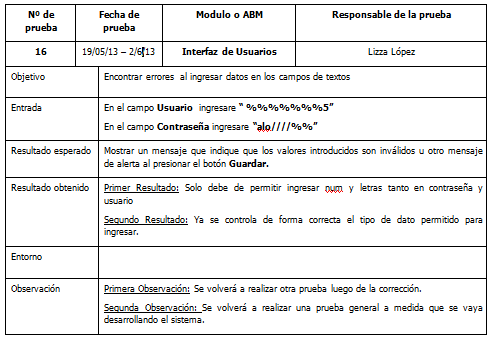 Nº de prueba Fecha de prueba Modulo o ABM Responsable de la prueba
16 19/05/13 – 2/6/13 Interfaz de Usuarios Lizza López
Objetivo Encontrar errores al ingresar datos en los campos de textos
Entrada En el campo Usuario ingresare “ %%%%%%%5”
En el campo Contraseña ingresare “alo////%%”
Resultado esperado Mostrar un mensaje que indique que los valores introducidos son inválidos u otro mensaje
de alerta al presionar el botón Guardar.
Resultado obtenido Primer Resultado: Solo debe de permitir ingresar num y letras tanto en contraseña y
usuario
Segundo Resultado: Ya se controla de forma correcta el tipo de dato permitido para
ingresar.
Entorno
Observación Primera Observación: Se volverá a realizar otra prueba luego de la corrección.
Segunda Observación: Se volverá a realizar una prueba general a medida que se vaya
desarrollando el sistema.